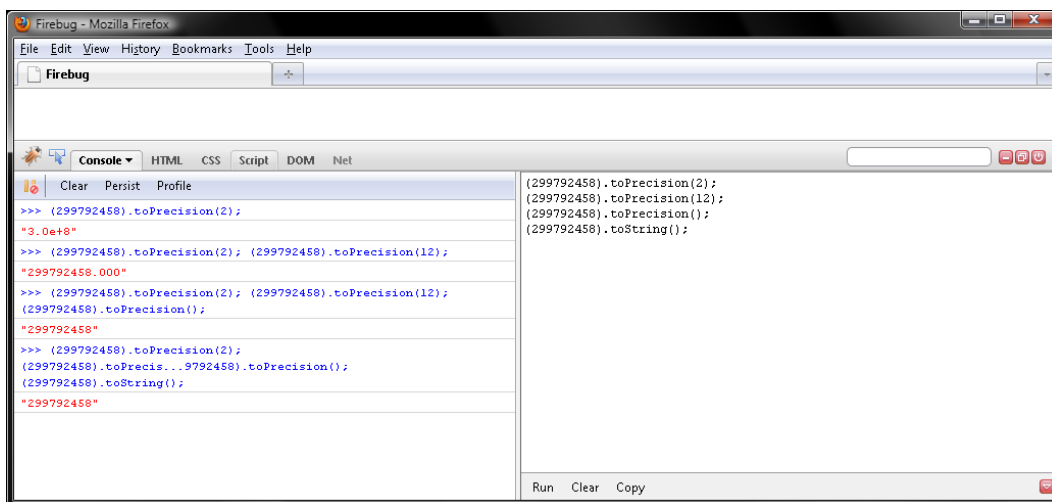 Firebug - Mozilla Firefox
File Edit View History Bookmarks Tools Help
Firebug
Console HTML CSS Script DOM Net
Clear Persist Profile
>>> (299792458).toPrecision(2);
"3.0e+8"
>>> (299792458).toPrecision(2); (299792458).toPrecision(12);
"299792458.000"
>>> (299792458).toPrecision(2); (299792458).toPrecision(12);
(299792458).toPrecision();
"299792458"
>>> (299792458).toPrecision(2);
(299792458).toPrecis...9792458).toPrecision();
(299792458).toString();
"299792458"
(299792458).toPrecision(2);
(299792458).toPrecision(12);
(299792458).toPrecision();
(299792458).toString();
Run Clear Copy